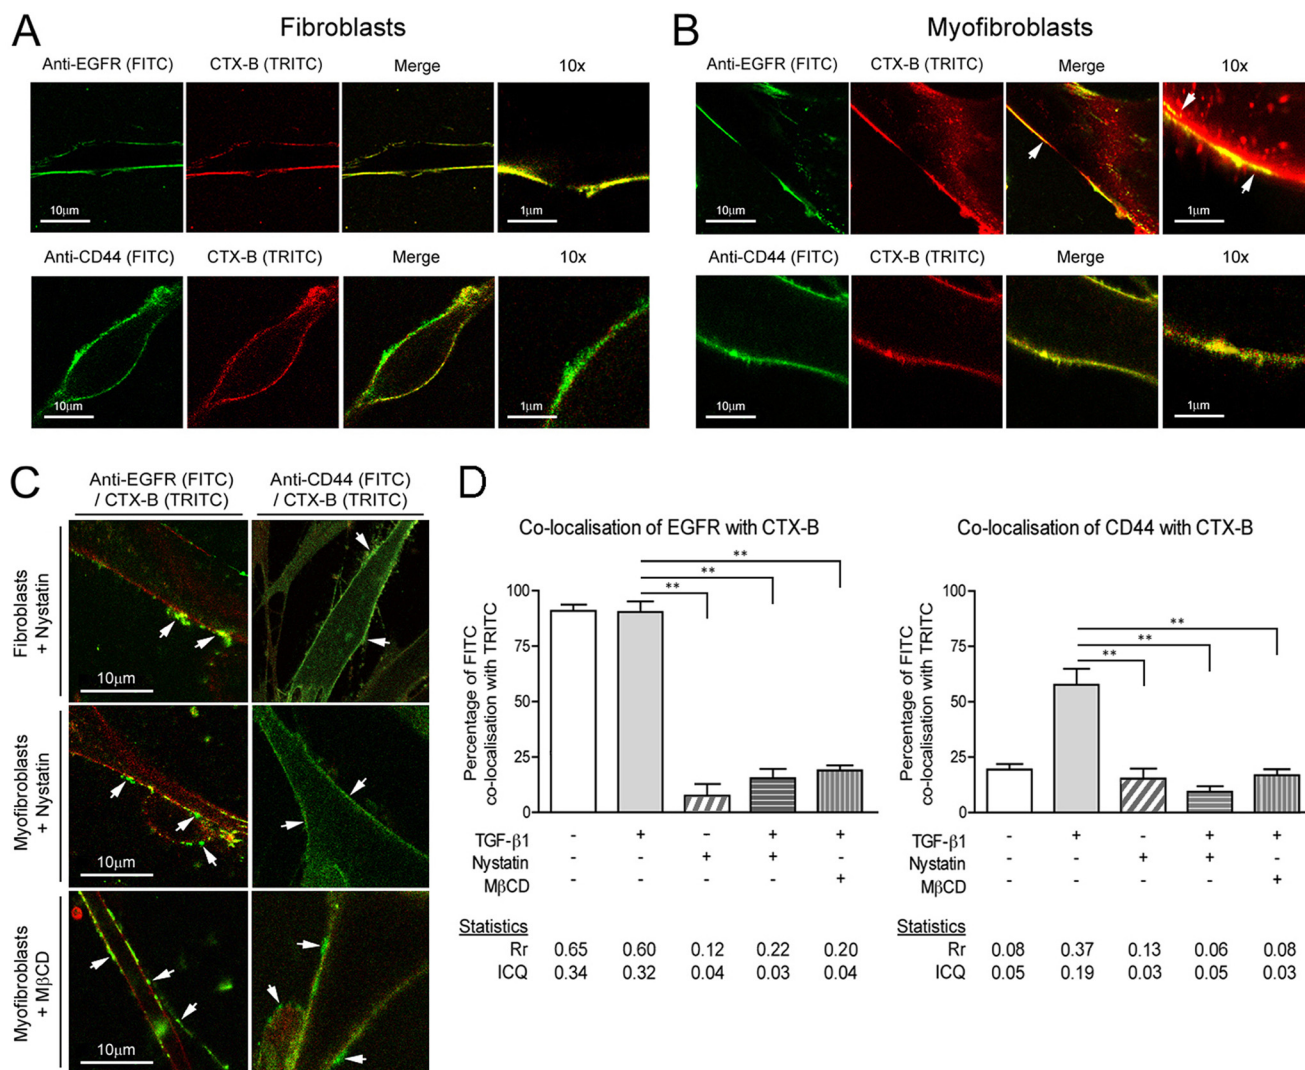 A Fibroblasts
Anti-EGFR (FITC) CTX-B (TRITC) Merge 10x
10μm 1μm
Anti-CD44 (FITC) CTX-B (TRITC) Merge 10x
10μm 1μm
B Myofibroblasts
Anti-EGFR (FITC) CTX-B (TRITC) Merge 10x
10μm 1μm
Anti-CD44 (FITC) CTX-B (TRITC) Merge 10x
10μm 1μm
C
Anti-EGFR (FITC) Anti-CD44 (FITC)
/ CTX-B (TRITC) / CTX-B (TRITC)
Fibroblasts
+ Nystatin
10μm
Myofibroblasts
+ Nystatin
10μm
Myofibroblasts
+ MβCD
10μm
D
Co-localisation of EGFR with CTX-B
Percentage of FITC
co-localisation with TRITC
100
75
50
25
0
**
**
**
TGF-β1 - + - + +
Nystatin - - + + -
MβCD - - - - +
Statistics
Rr 0.65 0.60 0.12 0.22 0.20
ICQ 0.34 0.32 0.04 0.03 0.04
Co-localisation of CD44 with CTX-B
Percentage of FITC
co-localisation with TRITC
100
75
50
25
0
**
**
**
TGF-β1 - + - + +
Nystatin - - + + -
MβCD - - - - +
Statistics
Rr 0.08 0.37 0.13 0.06 0.08
ICQ 0.05 0.19 0.03 0.05 0.03